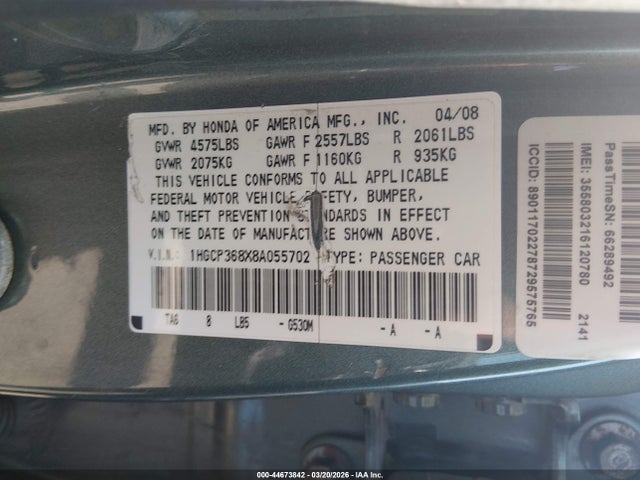 MFD. BY HONDA OF AMERICA MFG., INC. 04/08
GVWR 4575LBS GAWR F 2557LBS R 2061LBS
GVWR 2075KG GAWR F 1160KG R 935KG
THIS VEHICLE CONFORMS TO ALL APPLICABLE
FEDERAL MOTOR VEHICLE SAFETY, BUMPER,
AND THEFT PREVENTION STANDARDS IN EFFECT
ON THE DATE OF MANUFACTURE SHOWN ABOVE.
V.I.N.: 1HGCP368X8A055702 TYPE: PASSENGER CAR
TA6 0 LB5 - G530M - A - A
PassTimeSN: 66289492
IMEI: 355803216120780 2141
ICCID: 8901170227872957576​5
000-44673842 - 03/20/2026 - IAA Inc.